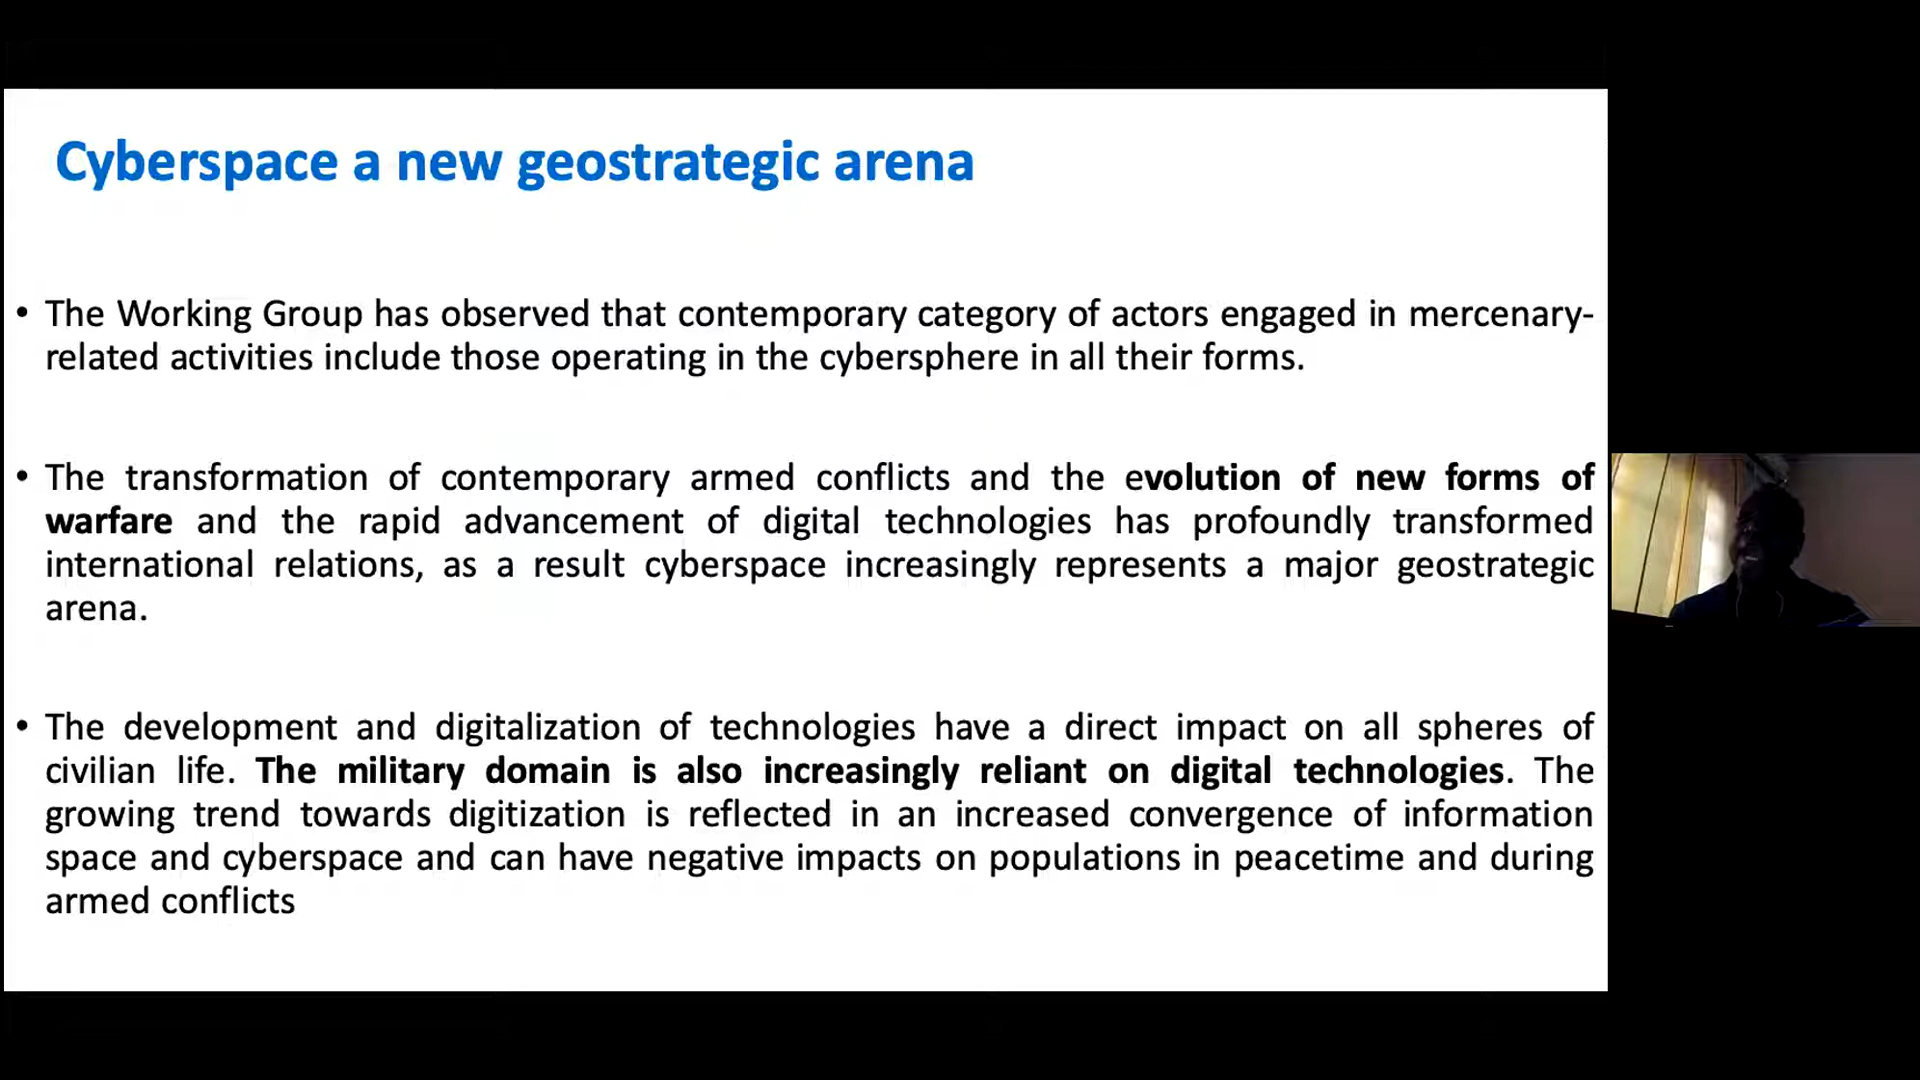 Cyberspace a new geostrategic arena
• The Working Group has observed that contemporary category of actors engaged in mercenary-
related activities include those operating in the cybersphere in all their forms.
• The transformation of contemporary armed conflicts and the evolution of new forms of
warfare and the rapid advancement of digital technologies has profoundly transformed
international relations, as a result cyberspace increasingly represents a major geostrategic
arena.
• The development and digitalization of technologies have a direct impact on all spheres of
civilian life. The military domain is also increasingly reliant on digital technologies. The
growing trend towards digitization is reflected in an increased convergence of information
space and cyberspace and can have negative impacts on populations in peacetime and during
armed conflicts